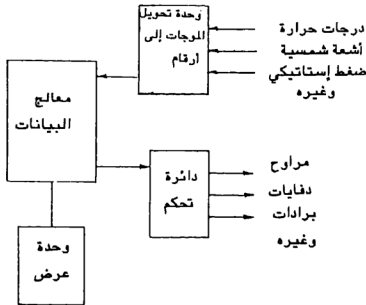 وحدة تحويل
الموجات إلى
أرقام
درجات حرارة
أشعة شمسية
ضغط إستاتيكي
وغيره
معالج
البيانات
دائرة
تحكم
مراوح
دفايات
برادات
وغيره
وحدة
عرض